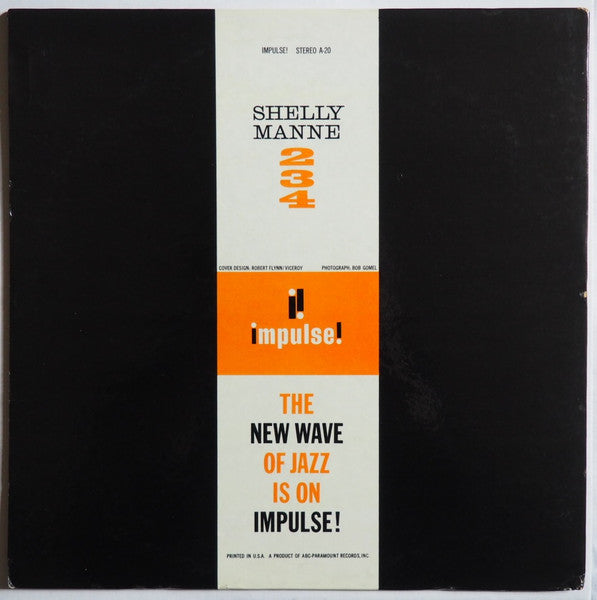 IMPULSE! STEREO A-20
SHELLY
MANNE
2
3
4
COVER DESIGN: ROBERT FLYNN/VICEROY PHOTOGRAPH: BOB GOMEL
i!
impulse!
THE
NEW WAVE
OF JAZZ
IS ON
IMPULSE!
PRINTED IN U.S.A. A PRODUCT OF ABC-PARAMOUNT RECORDS, INC